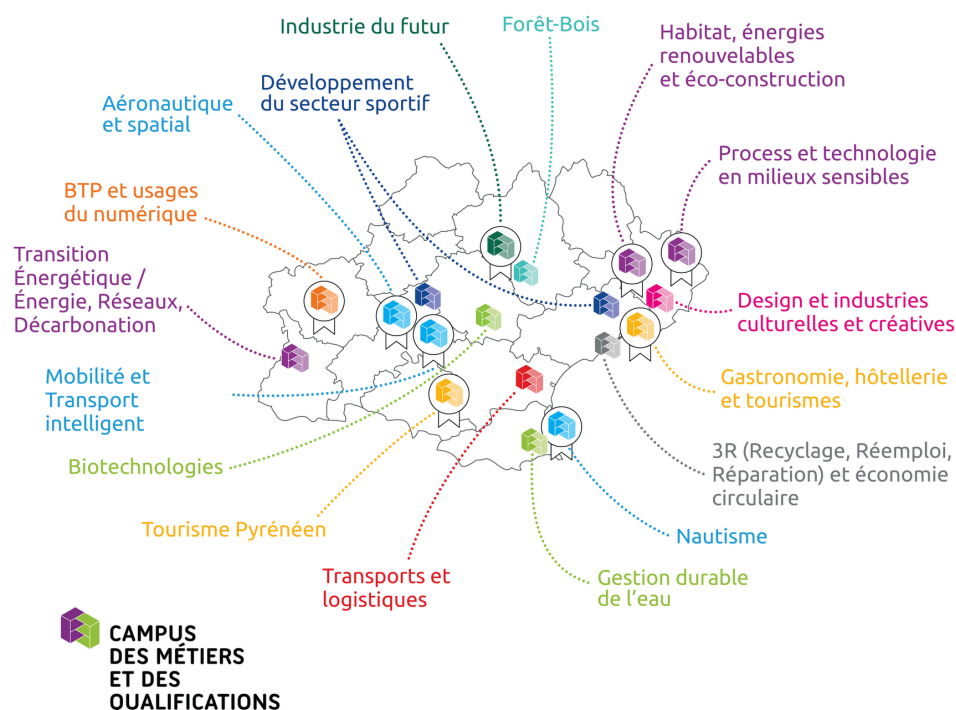 Industrie du futur
Forêt-Bois
Habitat, énergies
renouvelables
et éco-construction
Développement
du secteur sportif
Aéronautique
et spatial
Process et technologie
en milieux sensibles
BTP et usages
du numérique
Transition
Énergétique /
Énergie, Réseaux,
Décarbonation
Design et industries
culturelles et créatives
Mobilité et
Transport
intelligent
Gastronomie, hôtellerie
et tourismes
Biotechnologies
3R (Recyclage, Réemploi,
Réparation) et économie
circulaire
Tourisme Pyrénéen
Nautisme
Transports et
logistiques
Gestion durable
de l'eau
CAMPUS
DES MÉTIERS
ET DES
QUALIFICATIONS